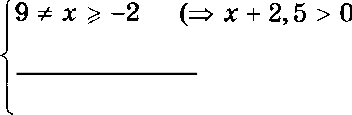 9 ≠ x ⩾ −2 (⇒ x + 2,5 > 0